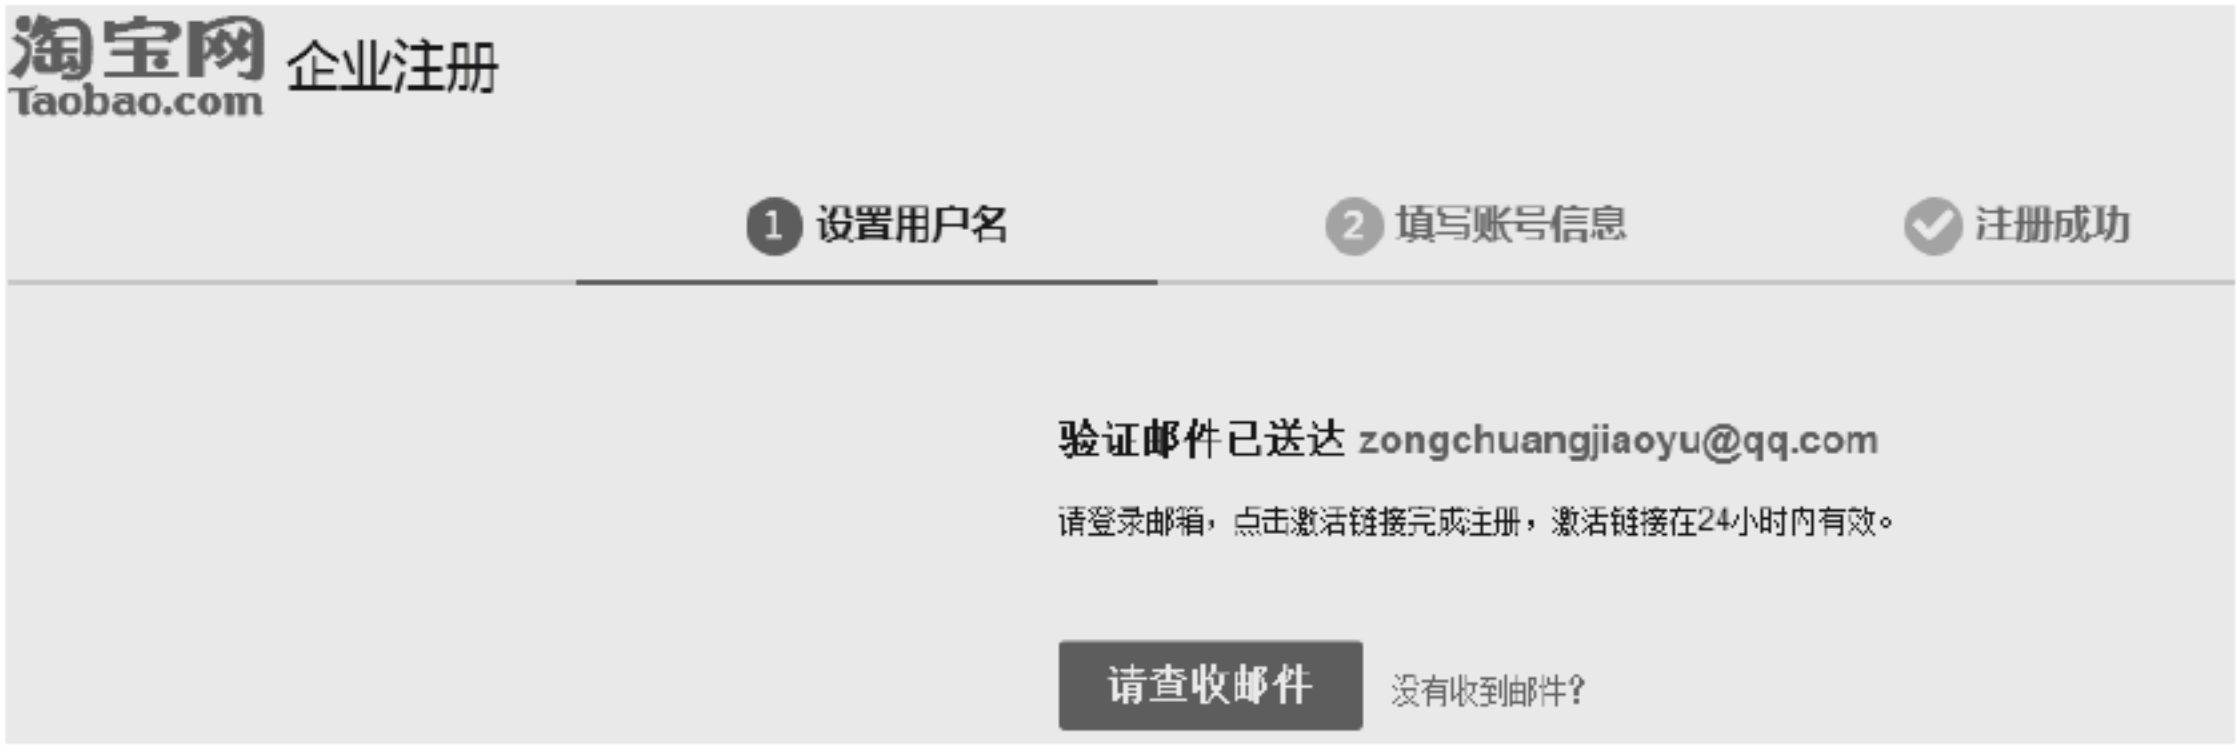 淘宝网 企业注册
Taobao.com
1 设置用户名 2 填写账号信息 注册成功
验证邮件已送达 zongchuangjiaoyu@qq.com
请登录邮箱，点击激活链接完成注册，激活链接在24小时内有效。
请查收邮件 没有收到邮件？